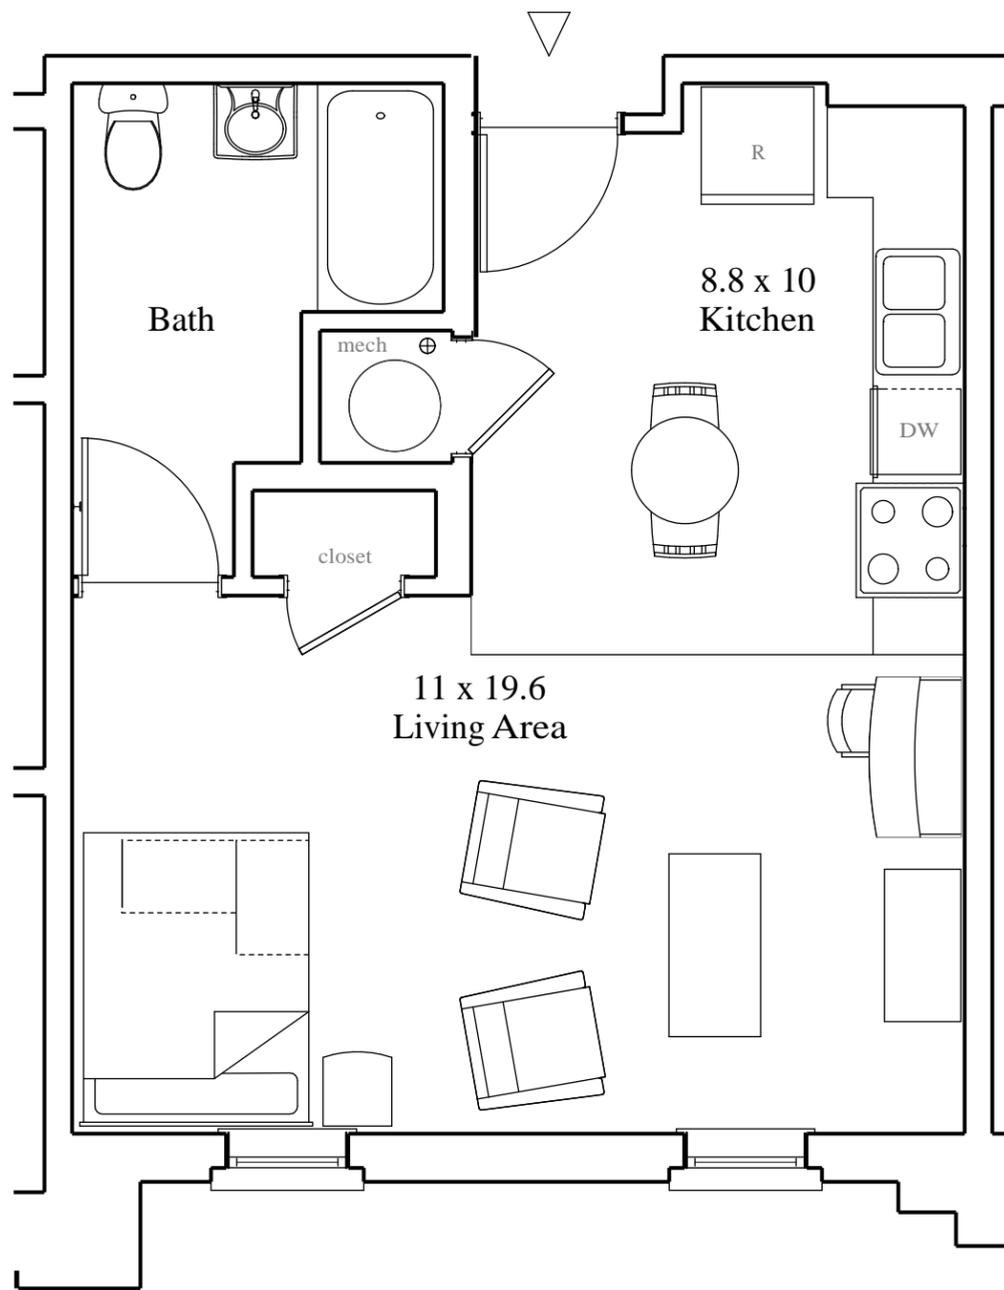 R
8.8 x 10
Kitchen
Bath
mech
DW
closet
11 x 19.6
Living Area